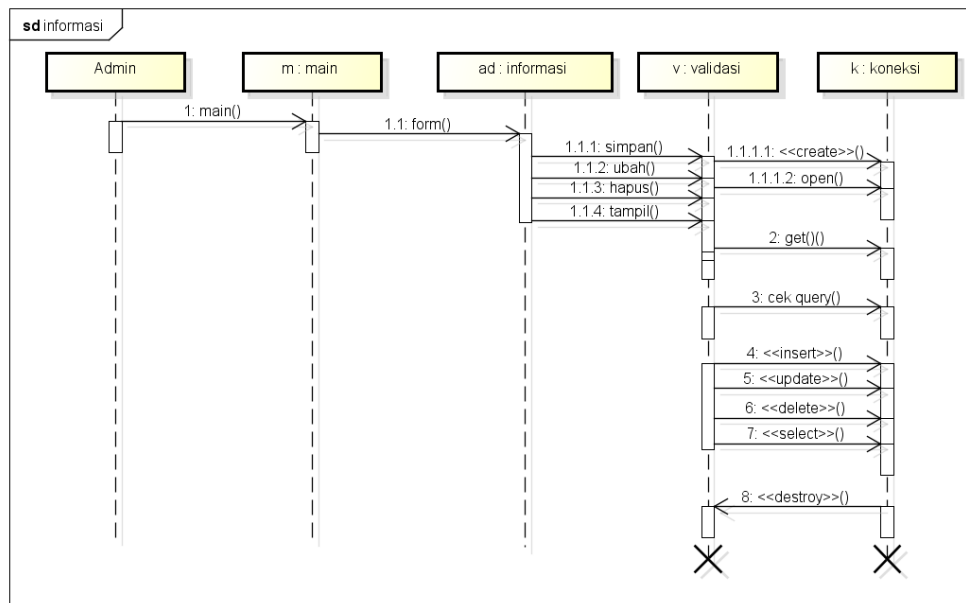 sd informasi
Admin
m : main
ad : informasi
v : validasi
k : koneksi
1: main()
1.1: form()
1.1.1: simpan()
1.1.1.1: <<create>>()
1.1.2: ubah()
1.1.1.2: open()
1.1.3: hapus()
1.1.4: tampil()
2: get()()
3: cek query()
4: <<insert>>()
5: <<update>>()
6: <<delete>>()
7: <<select>>()
8: <<destroy>>()